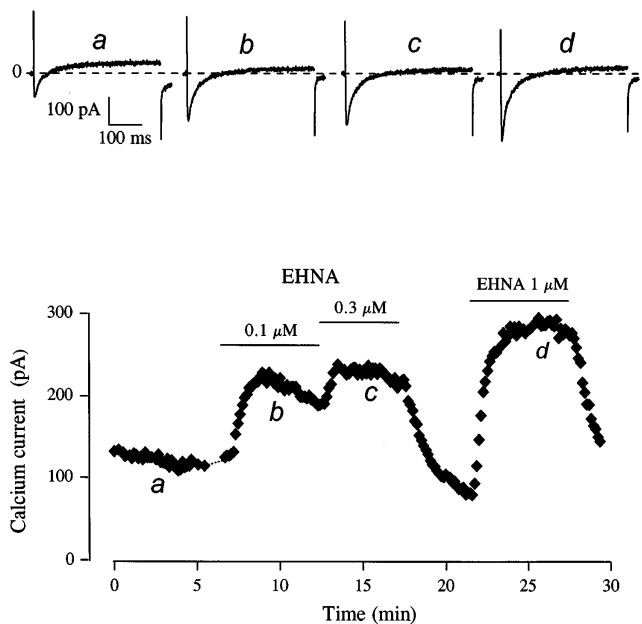 a b c d
0
100 pA
100 ms
EHNA
EHNA 1 μM
0.3 μM
0.1 μM
300
200
100
0
Calcium current (pA)
a b c d
0 5 10 15 20 25 30
Time (min)